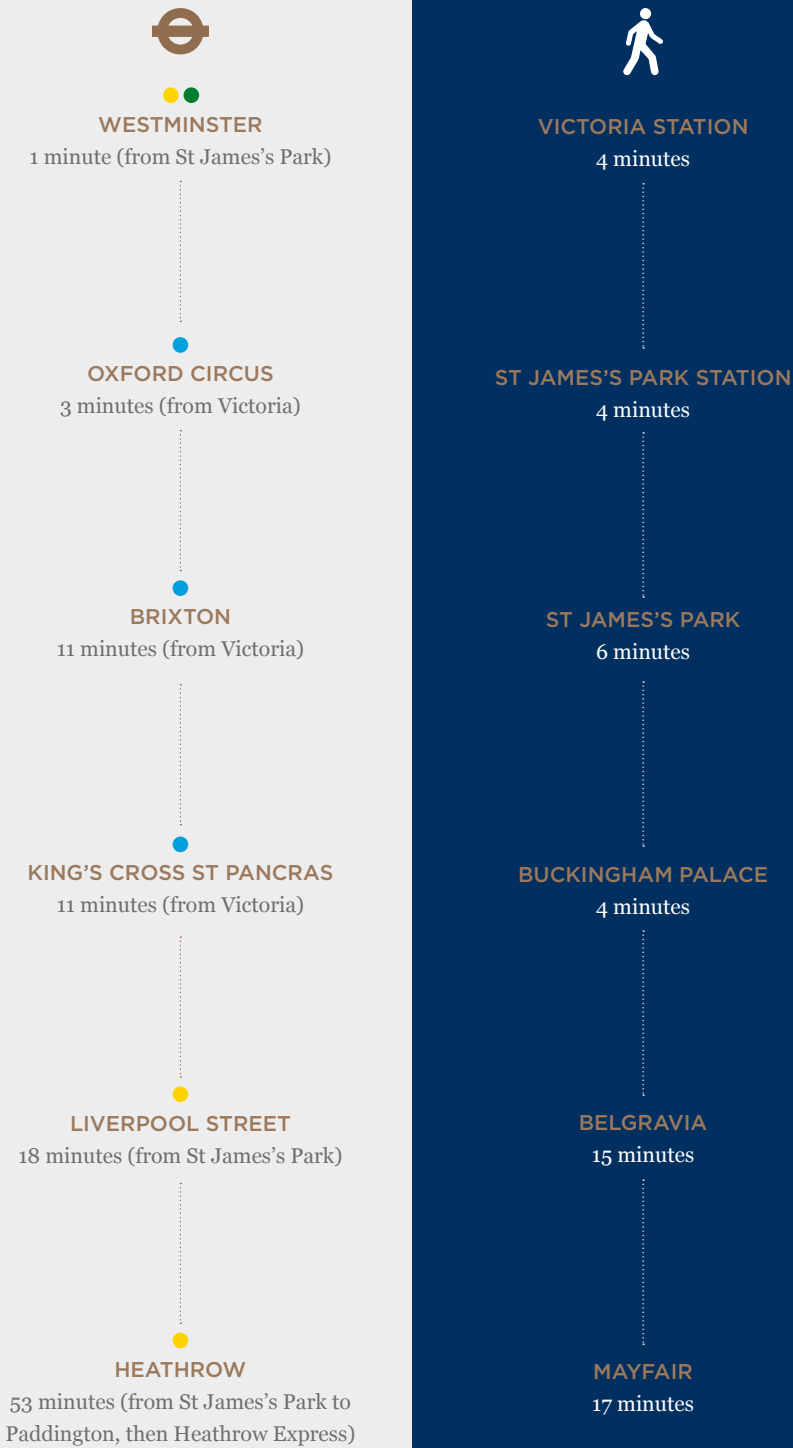 WESTMINSTER
1 minute (from St James’s Park)
OXFORD CIRCUS
3 minutes (from Victoria)
BRIXTON
11 minutes (from Victoria)
KING’S CROSS ST PANCRAS
11 minutes (from Victoria)
LIVERPOOL STREET
18 minutes (from St James’s Park)
HEATHROW
53 minutes (from St James’s Park to
Paddington, then Heathrow Express)
VICTORIA STATION
4 minutes
ST JAMES’S PARK STATION
4 minutes
ST JAMES’S PARK
6 minutes
BUCKINGHAM PALACE
4 minutes
BELGRAVIA
15 minutes
MAYFAIR
17 minutes